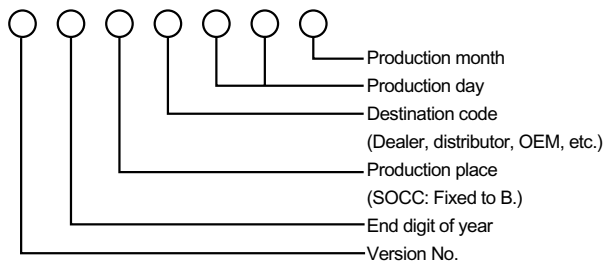 Production month
Production day
Destination code
(Dealer, distributor, OEM, etc.)
Production place
(SOCC: Fixed to B.)
End digit of year
Version No.